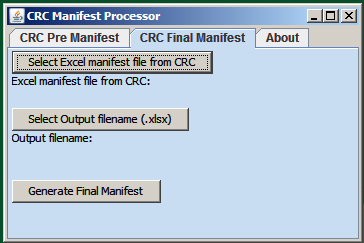 CRC Manifest Processor
CRC Pre Manifest CRC Final Manifest About
Select Excel manifest file from CRC
Excel manifest file from CRC:
Select Output filename (.xlsx)
Output filename:
Generate Final Manifest